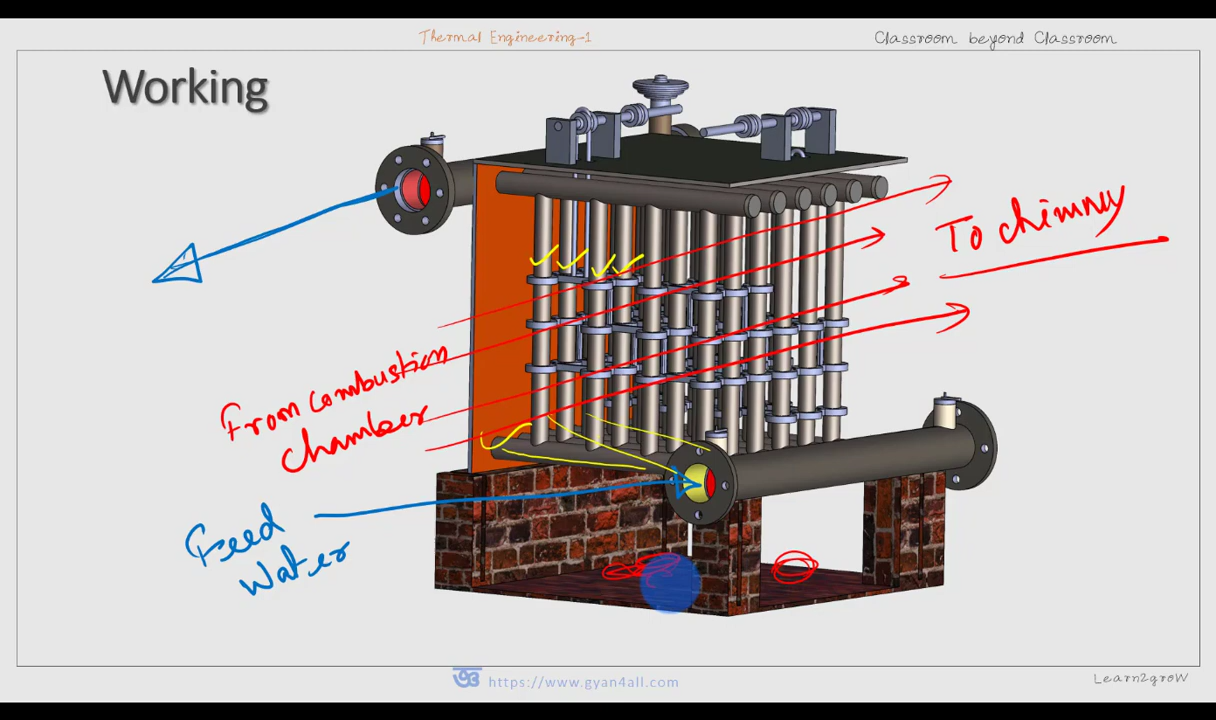 Thermal Engineering-1
Classroom beyond Classroom
Working
To chimney
From combustion
chamber
Feed
water
https://www.gyan4all.com
Learn2groW